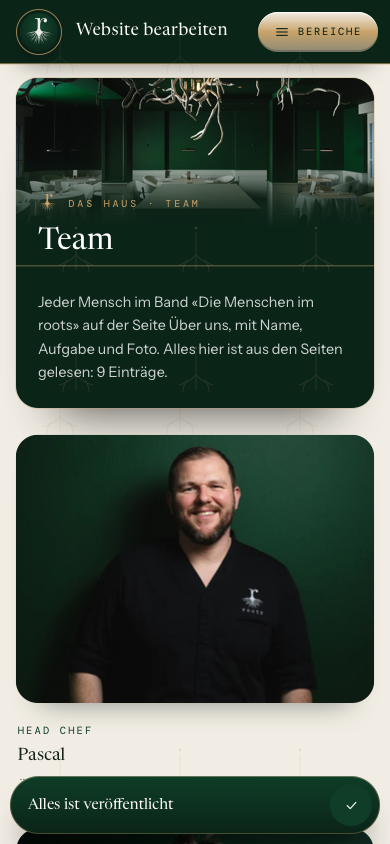 r
Website bearbeiten
BEREICHE
DAS HAUS · TEAM
Team
Jeder Mensch im Band «Die Menschen im
roots» auf der Seite Über uns, mit Name,
Aufgabe und Foto. Alles hier ist aus den Seiten
gelesen: 9 Einträge.
r
HEAD CHEF
Pascal
Alles ist veröffentlicht